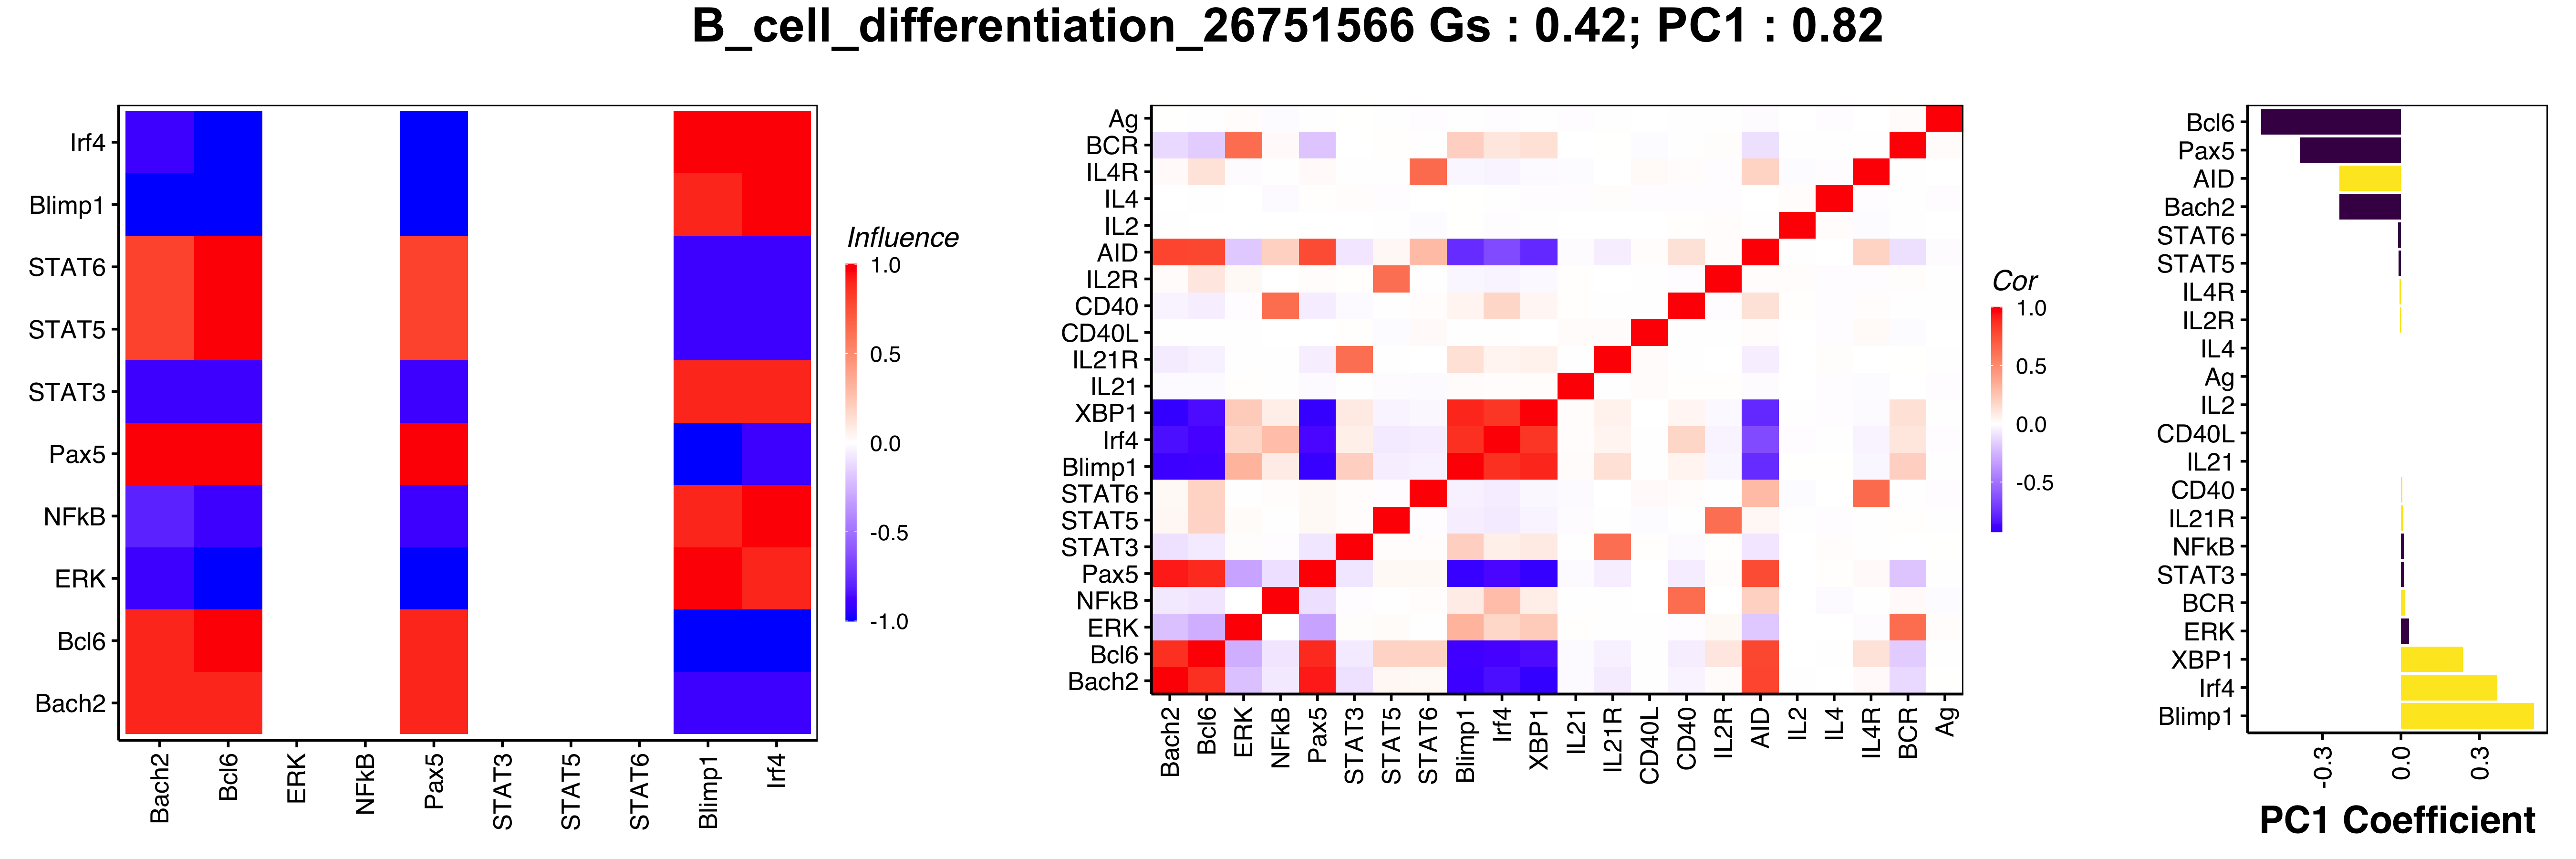 B_cell_differentiation_26751566 Gs : 0.42; PC1 : 0.82
Irf4
Blimp1
STAT6
STAT5
STAT3
Pax5
NFkB
ERK
Bcl6
Bach2
Bach2
Bcl6
ERK
NFkB
Pax5
STAT3
STAT5
STAT6
Blimp1
Irf4
Influence
1.0
0.5
0.0
-0.5
-1.0
Ag
BCR
IL4R
IL4
IL2
AID
IL2R
CD40
CD40L
IL21R
IL21
XBP1
Irf4
Blimp1
STAT6
STAT5
STAT3
Pax5
NFkB
ERK
Bcl6
Bach2
Bach2
Bcl6
ERK
NFkB
Pax5
STAT3
STAT5
STAT6
Blimp1
Irf4
XBP1
IL21
IL21R
CD40L
CD40
IL2R
AID
IL2
IL4
IL4R
BCR
Ag
Cor
1.0
0.5
0.0
-0.5
Bcl6
Pax5
AID
Bach2
STAT6
STAT5
IL4R
IL2R
IL4
Ag
IL2
CD40L
IL21
CD40
IL21R
NFkB
STAT3
BCR
ERK
XBP1
Irf4
Blimp1
-0.3
0.0
0.3
PC1 Coefficient